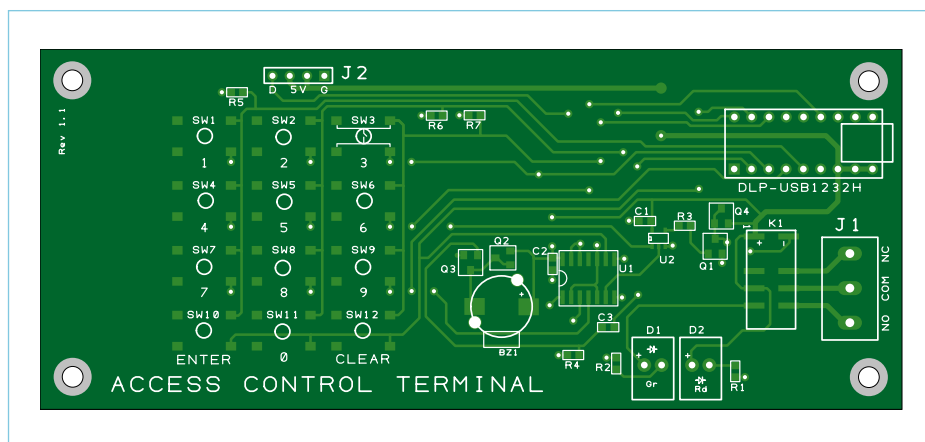 J2
D 5V G
R5
Rev 1.1
R6 R7
SW1 SW2 SW3
1 2 3
DLP-USB1232H
SW4 SW5 SW6
4 5 6
C1 R3 Q4 K1 J1
1
+ -
U2 Q1
NC
COM
NO
SW7 SW8 SW9
7 8 9
Q3 Q2 C2 U1
+
BZ1
SW10 SW11 SW12
ENTER 0 CLEAR
C3 D1 D2
R4 R2 + Gr + Rd R1
ACCESS CONTROL TERMINAL